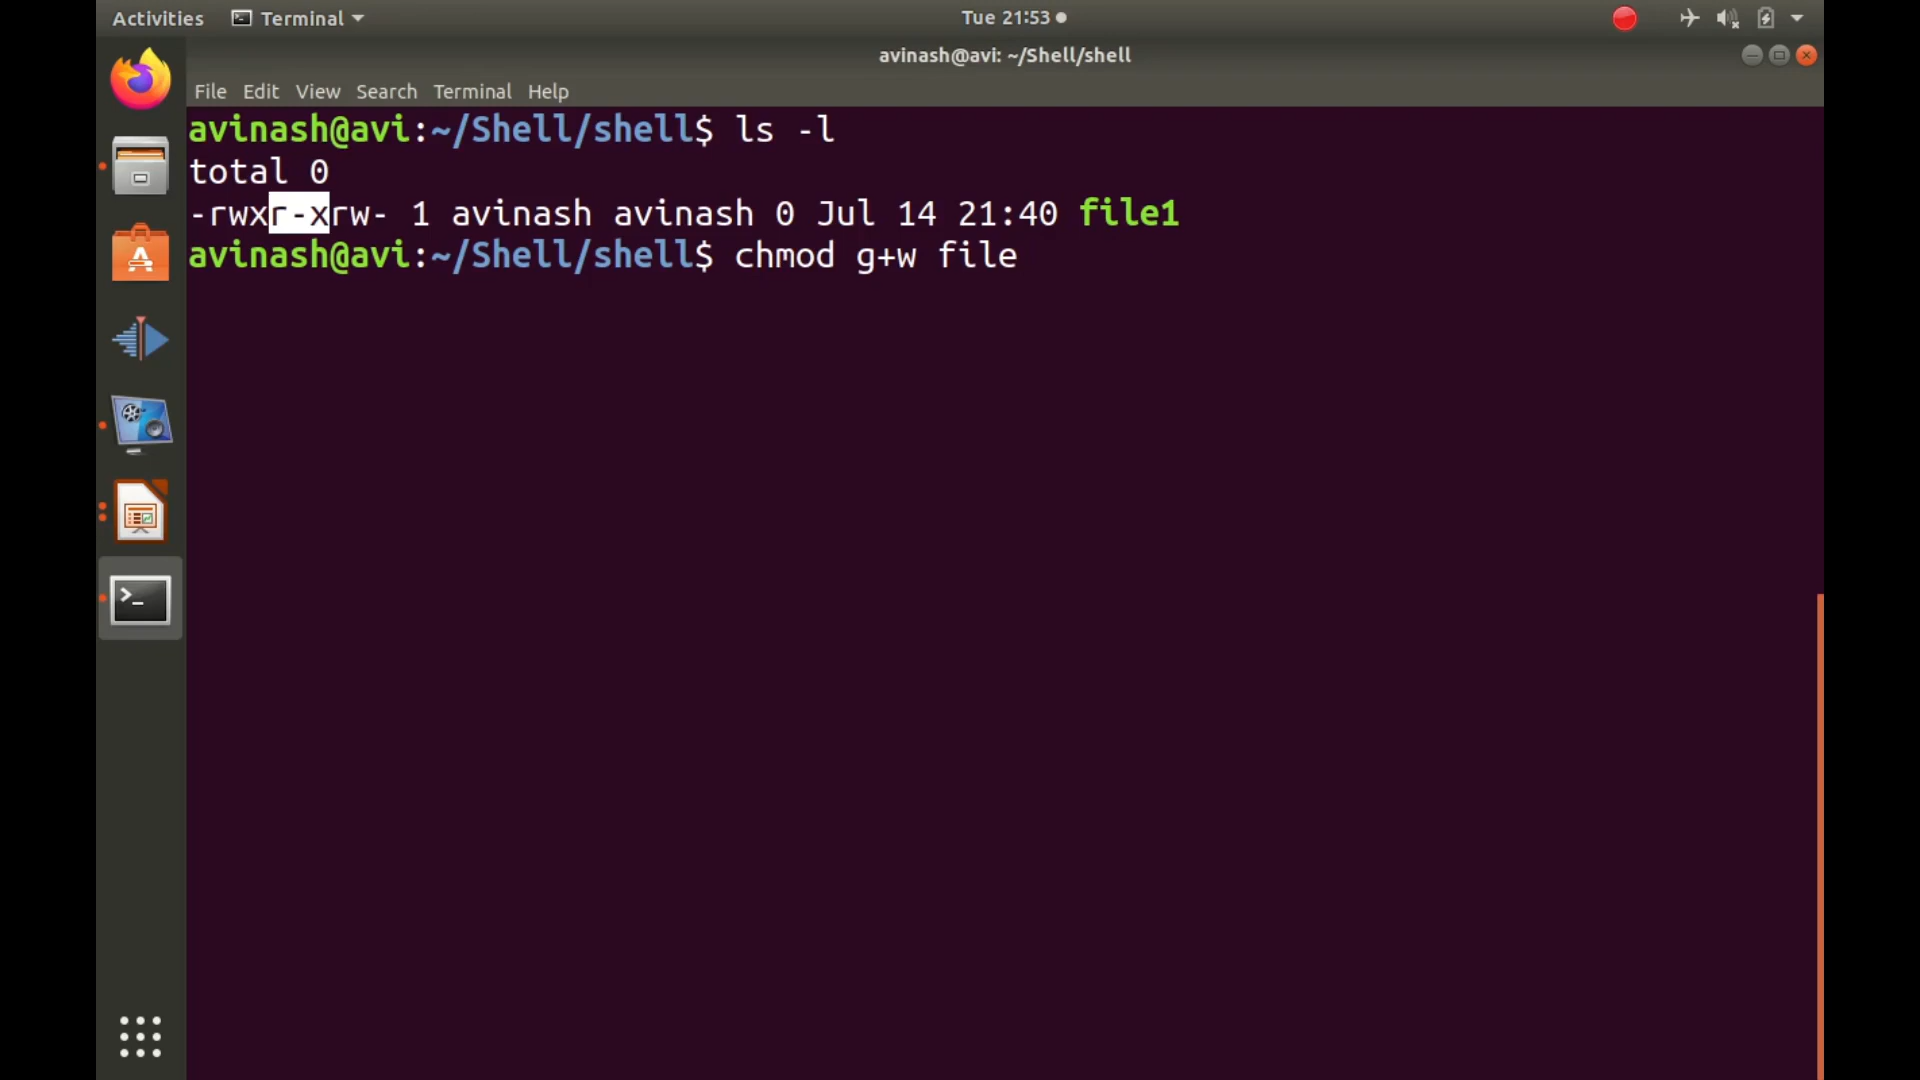 Activities Terminal Tue 21:53
avinash@avi: ~/Shell/shell
File Edit View Search Terminal Help
avinash@avi:~/Shell/shell$ ls -l
total 0
-rwxr-xrw- 1 avinash avinash 0 Jul 14 21:40 file1
avinash@avi:~/Shell/shell$ chmod g+w file